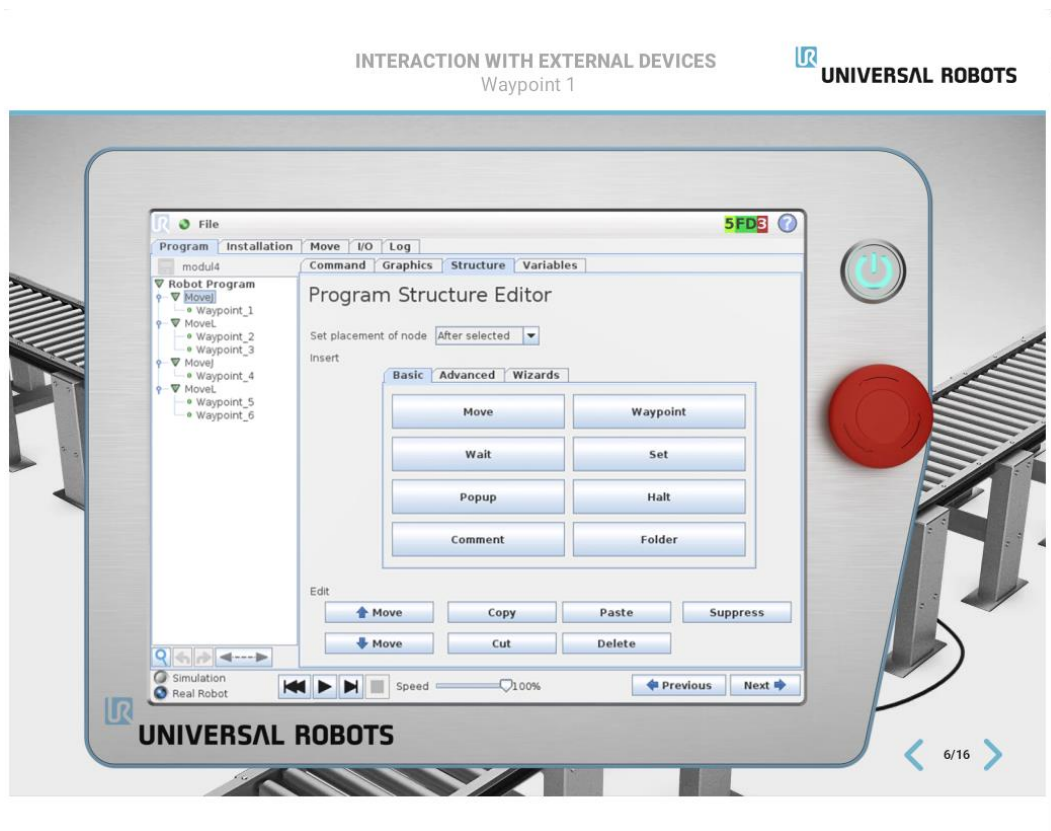 INTERACTION WITH EXTERNAL DEVICES
Waypoint 1
UNIVERSAL ROBOTS
File
5FD3
?
Program Installation Move I/O Log
modul4
Command Graphics Structure Variables
Robot Program
MoveJ
Waypoint_1
MoveL
Waypoint_2
Waypoint_3
MoveJ
Waypoint_4
MoveL
Waypoint_5
Waypoint_6
Program Structure Editor
Set placement of node After selected
Insert
Basic Advanced Wizards
Move Waypoint
Wait Set
Popup Halt
Comment Folder
Edit
Move Copy Paste Suppress
Move Cut Delete
Simulation
Real Robot
Speed 100%
Previous Next
UR
UNIVERSAL ROBOTS
6/16